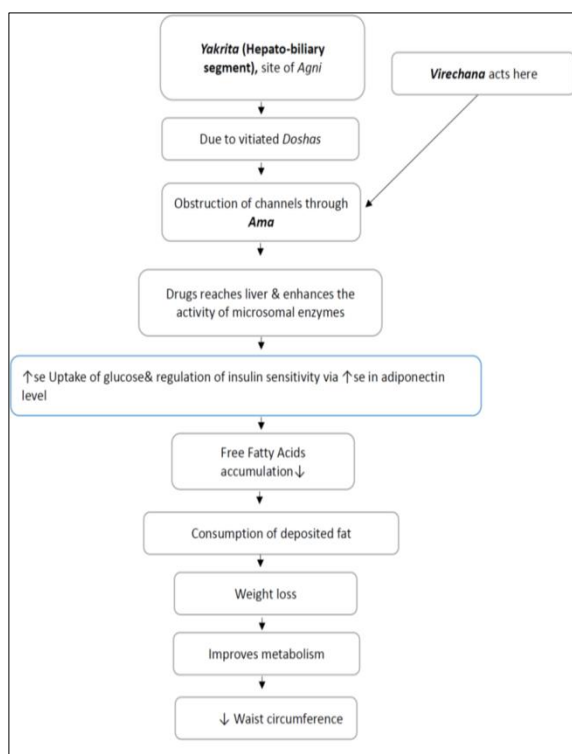 Yakrita (Hepato-biliary
segment), site of Agni
Virechana acts here
Due to vitiated Doshas
Obstruction of channels through
Ama
Drugs reaches liver & enhances the
activity of microsomal enzymes
↑se Uptake of glucose& regulation of insulin sensitivity via ↑se in adiponectin
level
Free Fatty Acids
accumulation↓
Consumption of deposited fat
Weight loss
Improves metabolism
↓ Waist circumference